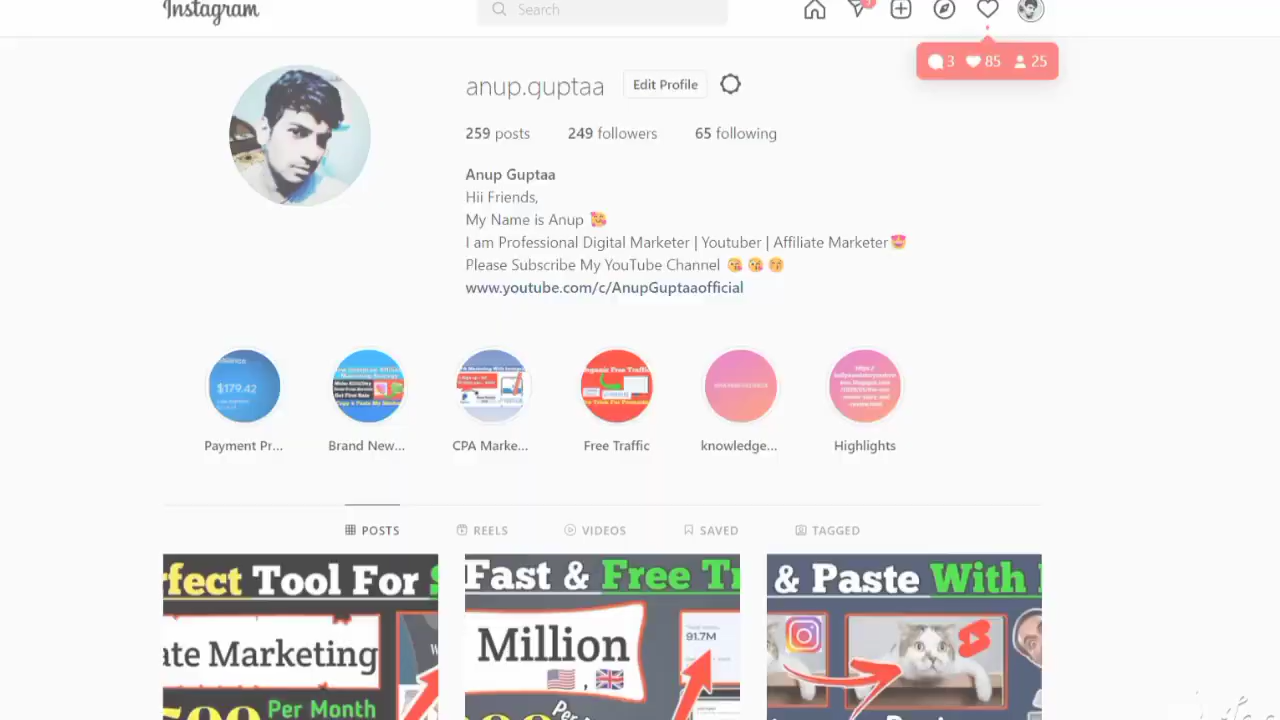 Instagram
Search
3 85 25
anup.guptaa Edit Profile
259 posts 249 followers 65 following
Anup Guptaa
Hii Friends,
My Name is Anup 🥰
I am Professional Digital Marketer | Youtuber | Affiliate Marketer🤩
Please Subscribe My YouTube Channel 😘 😘 😚
www.youtube.com/c/AnupGuptaaofficial
$179.42
Payment Pr... Brand New... CPA Marke... Free Traffic knowledge... Highlights
POSTS REELS VIDEOS SAVED TAGGED
rfect Tool For
ate Marketing
Per Month
Fast & Free Tr
Million
91.7M
Per
& Paste With